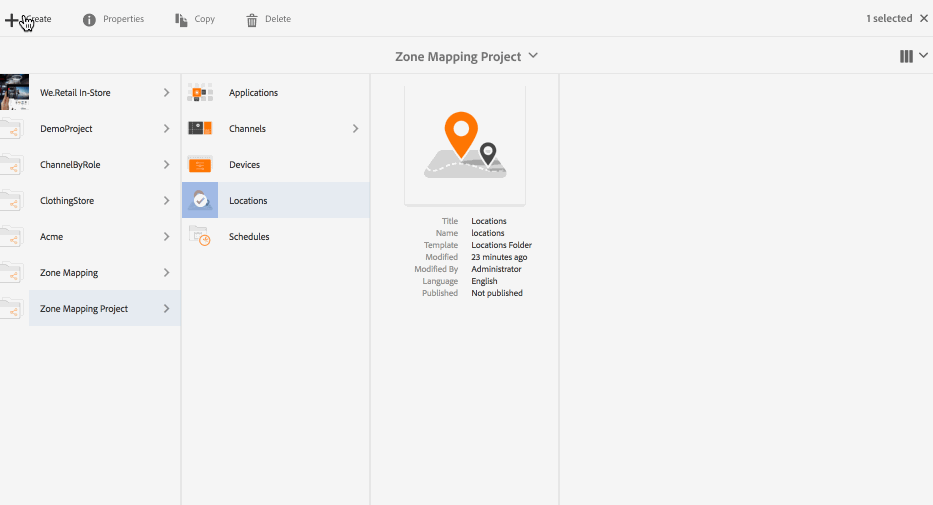 Create Properties Copy Delete 1 selected
Zone Mapping Project
We.Retail In-Store
DemoProject
ChannelByRole
ClothingStore
Acme
Zone Mapping
Zone Mapping Project
Applications
Channels
Devices
Locations
Schedules
Title Locations
Name locations
Template Locations Folder
Modified 23 minutes ago
Modified By Administrator
Language English
Published Not published